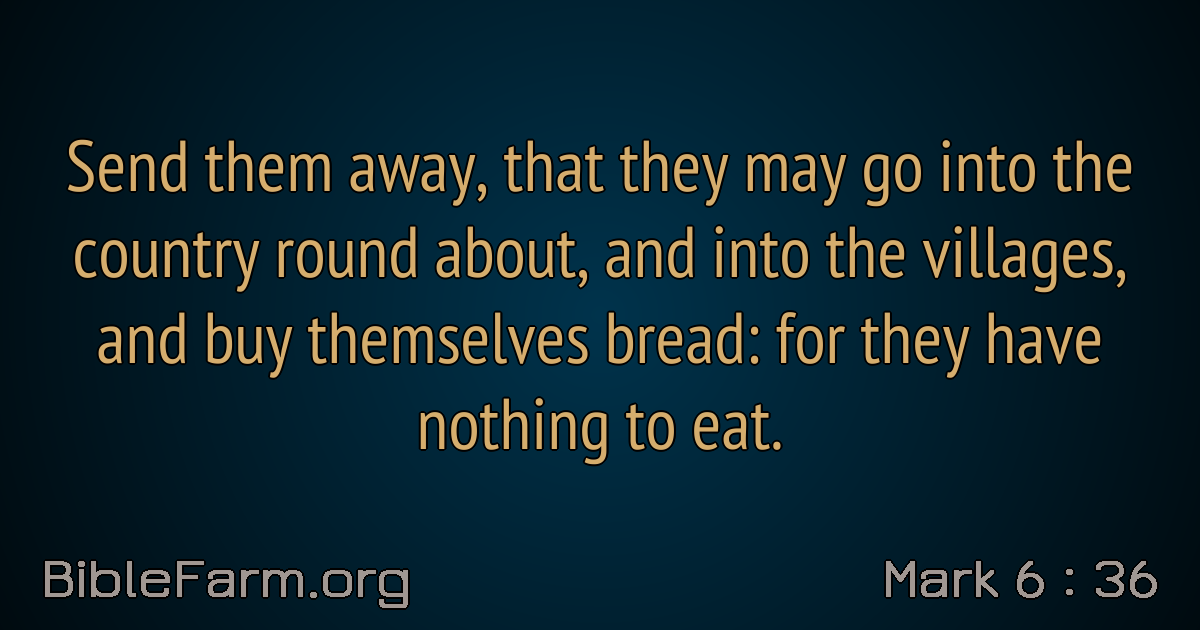 Send them away, that they may go into the
country round about, and into the villages,
and buy themselves bread: for they have
nothing to eat.
BibleFarm.org
Mark 6 : 36